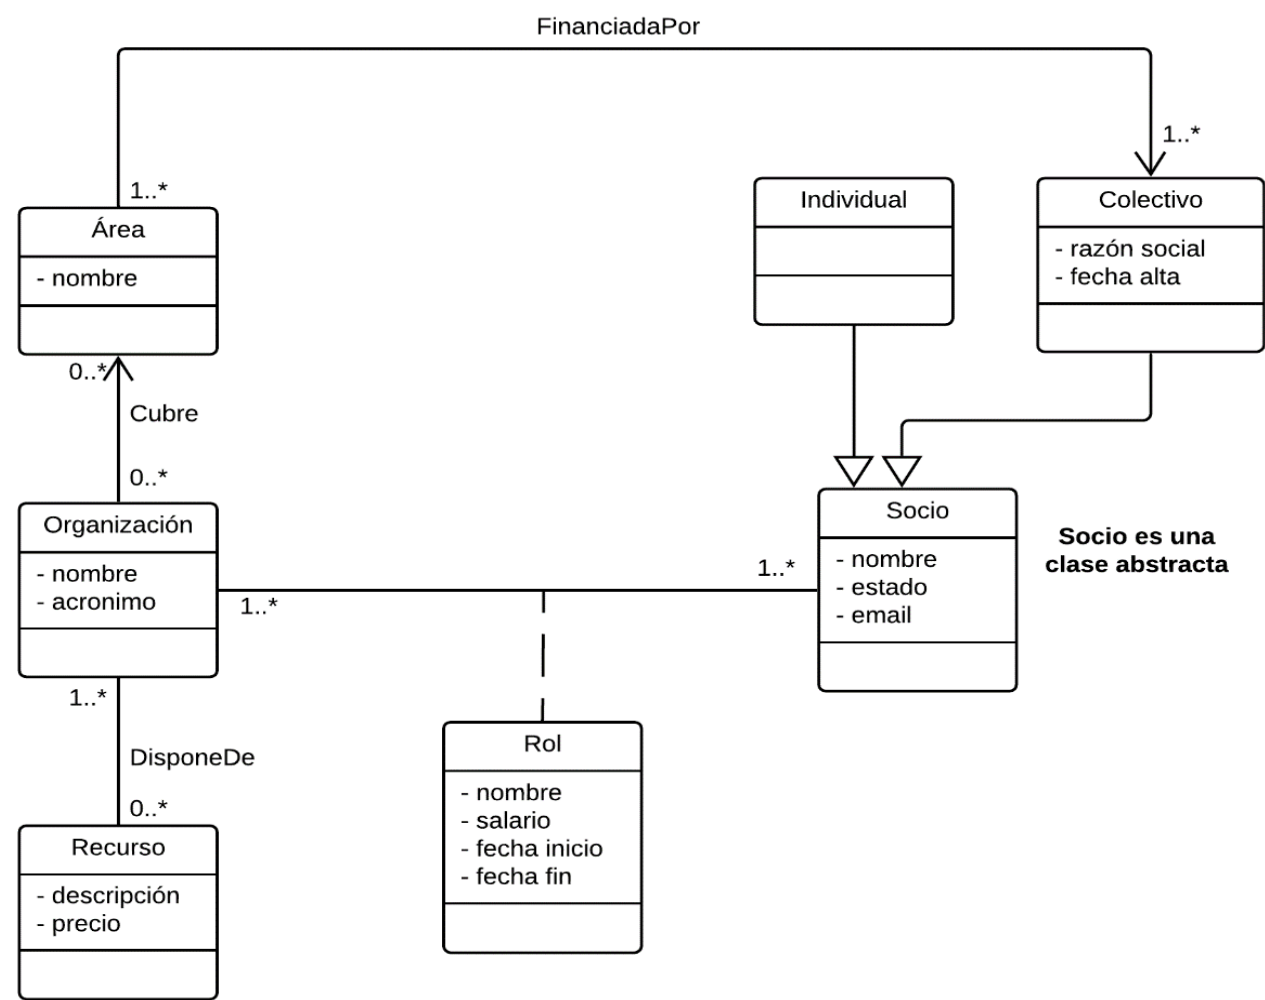 FinanciadaPor
1..*
1..*
Área
- nombre
Individual
Colectivo
- razón social
- fecha alta
0..*
Cubre
0..*
Organización
- nombre
- acronimo
1..*
1..*
Socio
- nombre
- estado
- email
Socio es una
clase abstracta
1..*
DisponeDe
0..*
Recurso
- descripción
- precio
Rol
- nombre
- salario
- fecha inicio
- fecha fin